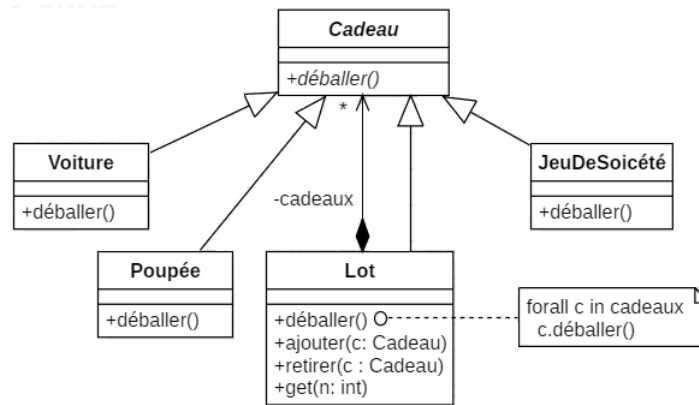 Cadeau
+déballer()
*
Voiture
+déballer()
JeuDeSoicété
+déballer()
-cadeaux
Poupée
+déballer()
Lot
+déballer()
+ajouter(c: Cadeau)
+retirer(c : Cadeau)
+get(n: int)
forall c in cadeaux
c.déballer()